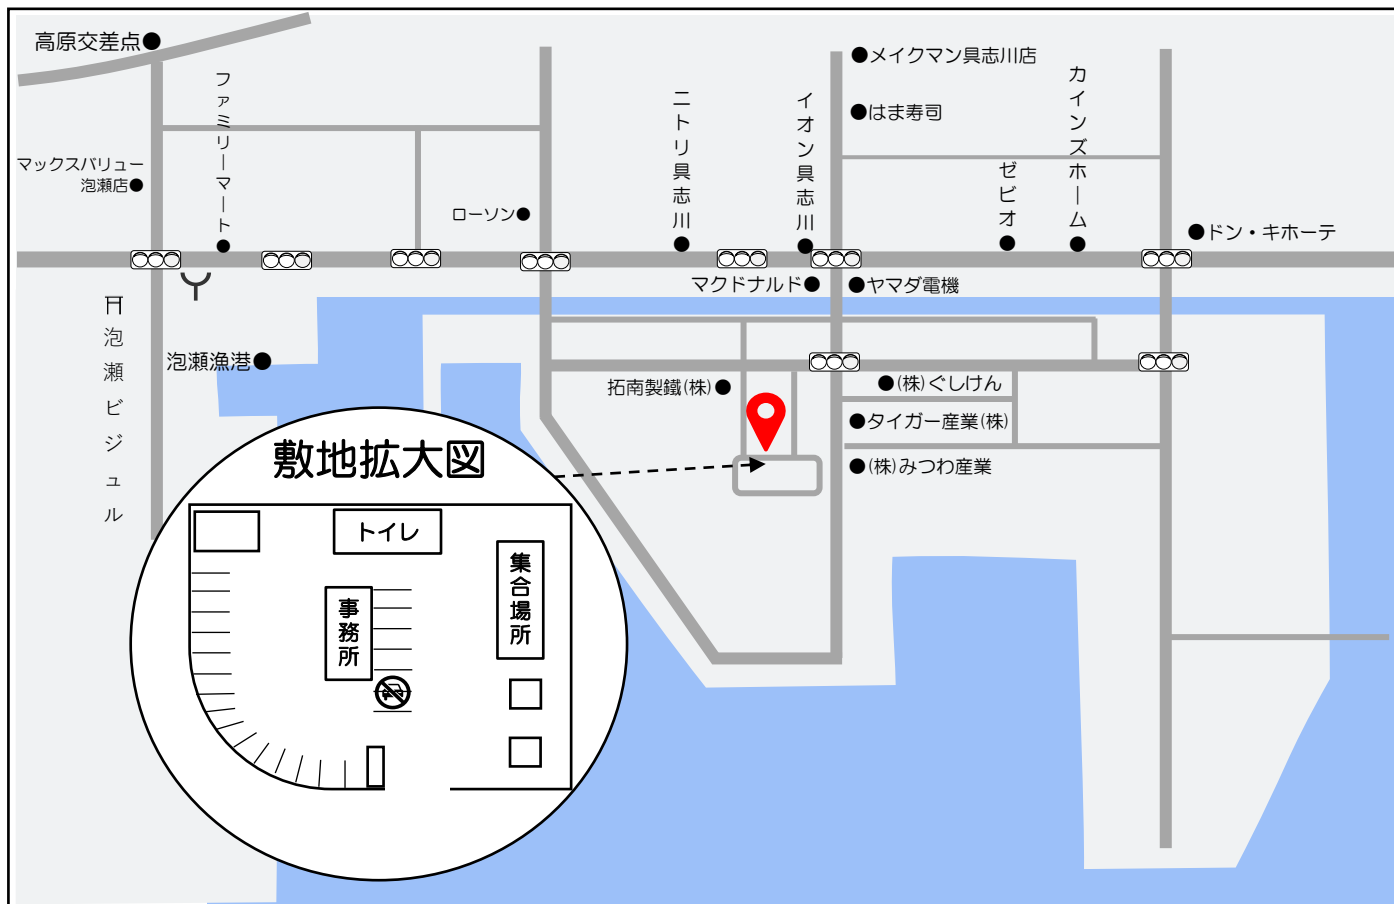 高原交差点
メイクマン具志川店
はま寿司
ファミリーマート
マックスバリュー
泡瀬店
ローソン
ニトリ具志川
イオン具志川
ゼビオ
カインズホーム
ドン・キホーテ
マクドナルド
ヤマダ電機
泡瀬ビジュル
泡瀬漁港
拓南製鐵(株)
(株)ぐしけん
タイガー産業(株)
(株)みつわ産業
敷地拡大図
トイレ
集合場所
事務所